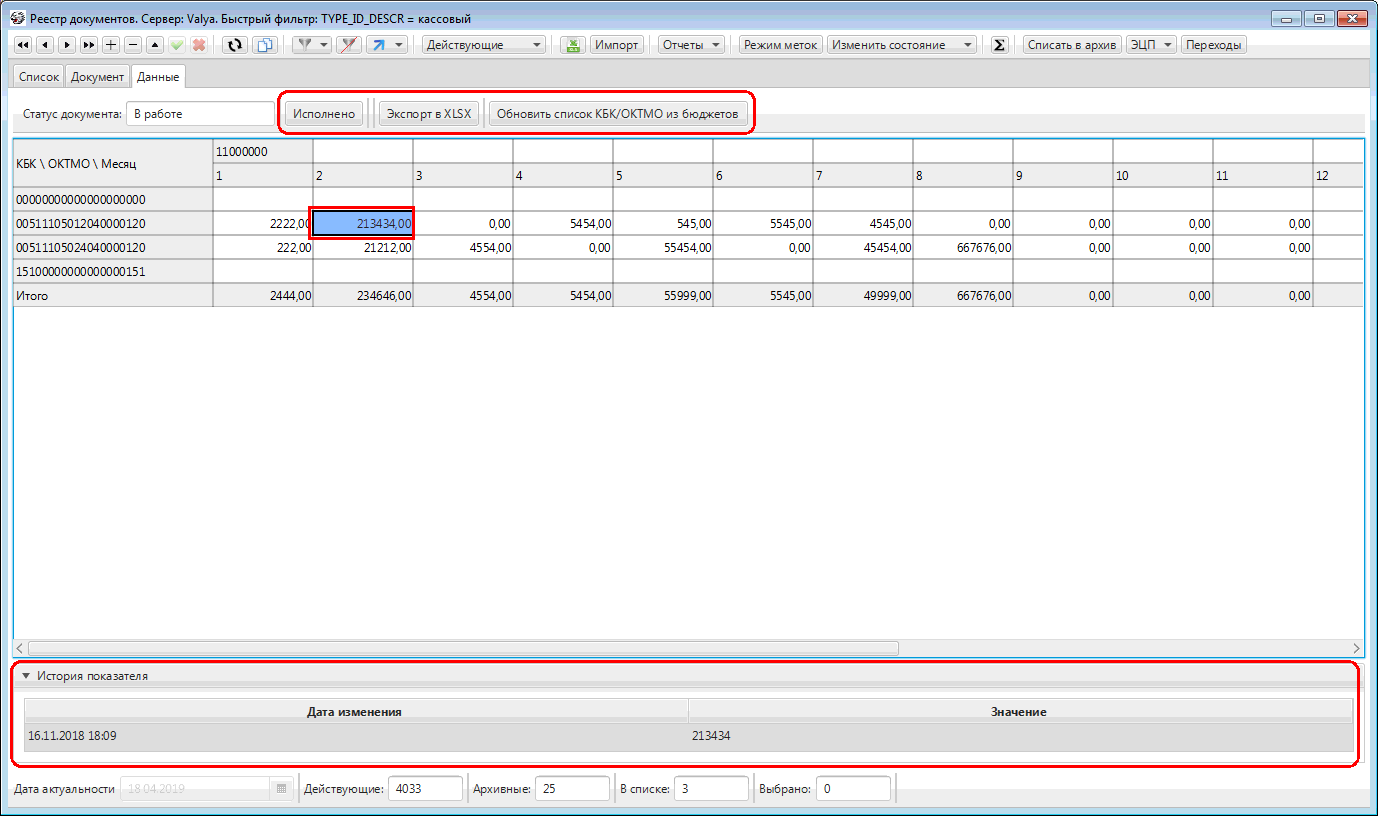 Реестр документов. Сервер: Valya. Быстрый фильтр: TYPE_ID_DESCR = кассовый
Действующие Импорт Отчеты Режим меток Изменить состояние Σ Списать в архив ЭЦП Переходы
Список Документ Данные
Статус документа: В работе Исполнено Экспорт в XLSX Обновить список КБК/ОКТМО из бюджетов
КБК \ ОКТМО \ Месяц 11000000
1 2 3 4 5 6 7 8 9 10 11 12
00000000000000000000
00511105012040000120 2222,00 213434,00 0,00 5454,00 545,00 5545,00 4545,00 0,00 0,00 0,00 0,00
00511105024040000120 222,00 21212,00 4554,00 0,00 55454,00 0,00 45454,00 667676,00 0,00 0,00 0,00
15100000000000000151
Итого 2444,00 234646,00 4554,00 5454,00 55999,00 5545,00 49999,00 667676,00 0,00 0,00 0,00
История показателя
Дата изменения Значение
16.11.2018 18:09 213434
Дата актуальности 18.04.2019 Действующие: 4033 Архивные: 25 В списке: 3 Выбрано: 0